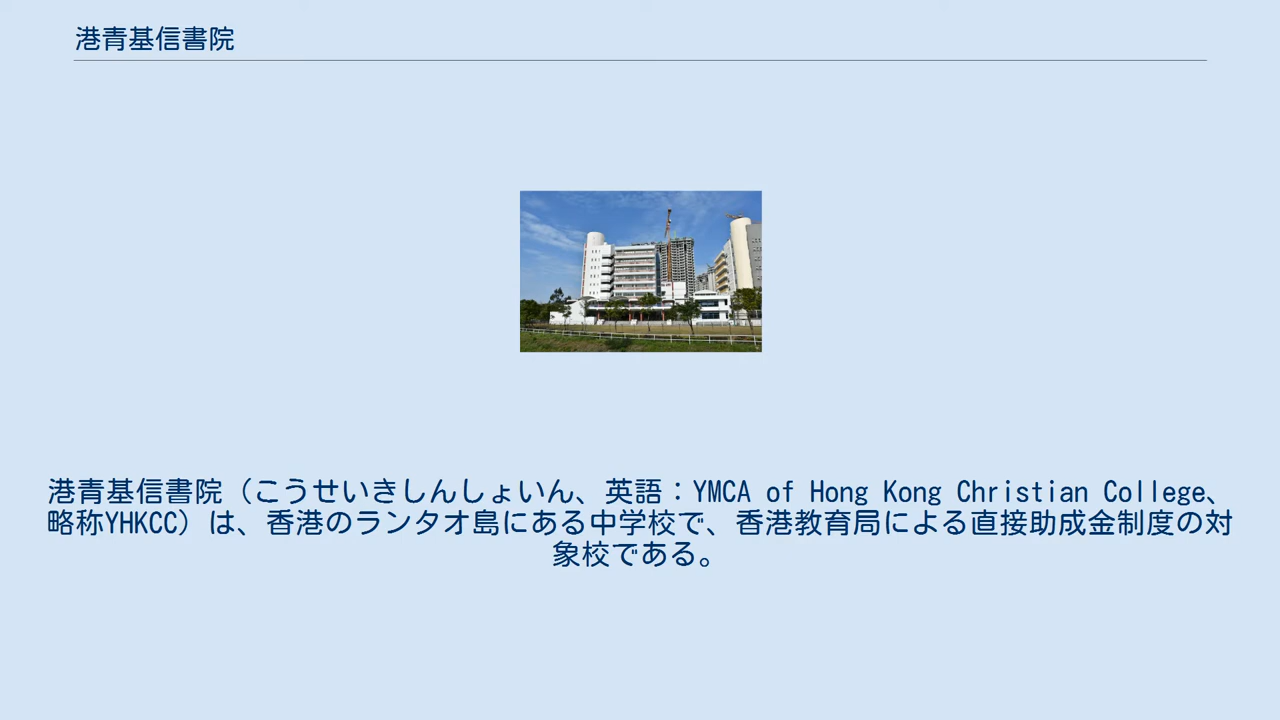 港青基信書院
港青基信書院（こうせいきしんしょいん、英語：YMCA of Hong Kong Christian College、
略称YHKCC）は、香港のランタオ島にある中学校で、香港教育局による直接助成金制度の対
象校である。